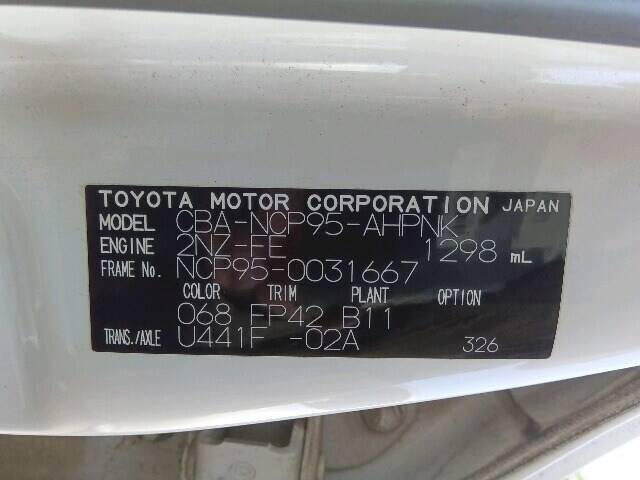 TOYOTA MOTOR CORPORATION JAPAN
MODEL CBA-NCP95-AHPNK
ENGINE 2NZ-FE 1298 mL
FRAME No. NCP95-0031667
COLOR TRIM PLANT OPTION
068 FP42 B11
TRANS./AXLE U441F -02A 326